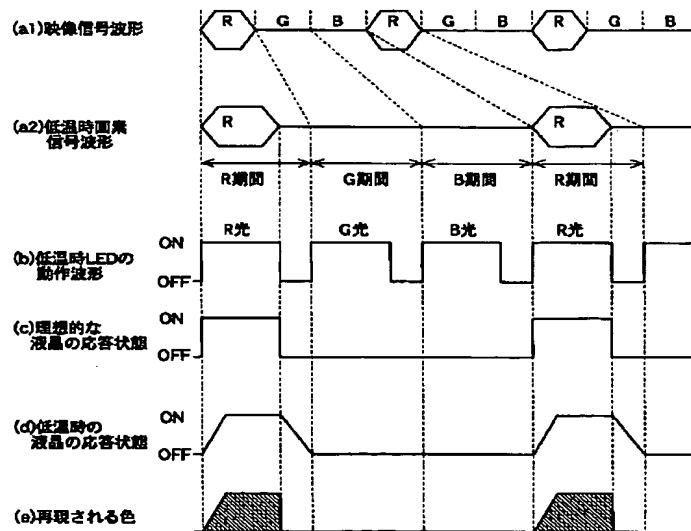 (a1)映像信号波形
R G B R G B R G B
(a2)低温時画素
信号波形
R R
R期間 G期間 B期間 R期間
R光 G光 B光 R光
ON
(b)低温時LEDの
動作波形
OFF
ON
(c)理想的な
液晶の応答状態
OFF
ON
(d)低温時の
液晶の応答状態
OFF
(e)再現される色